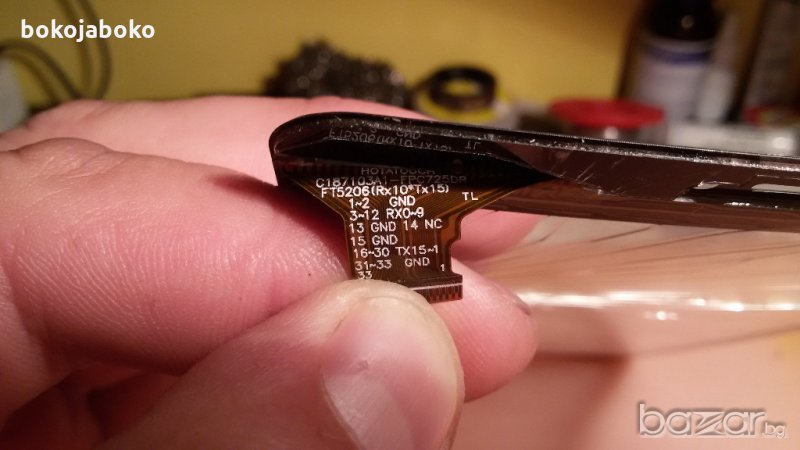 bokojaboko
HOTATOUCH
C187103A1-FPC725DR
FT5206(Rx10*Tx15)
TL
1~2 GND
3~12 RX0~9
13 GND 14 NC
15 GND
16~30 TX15~1
31~33 GND 1
33
bazar.bg